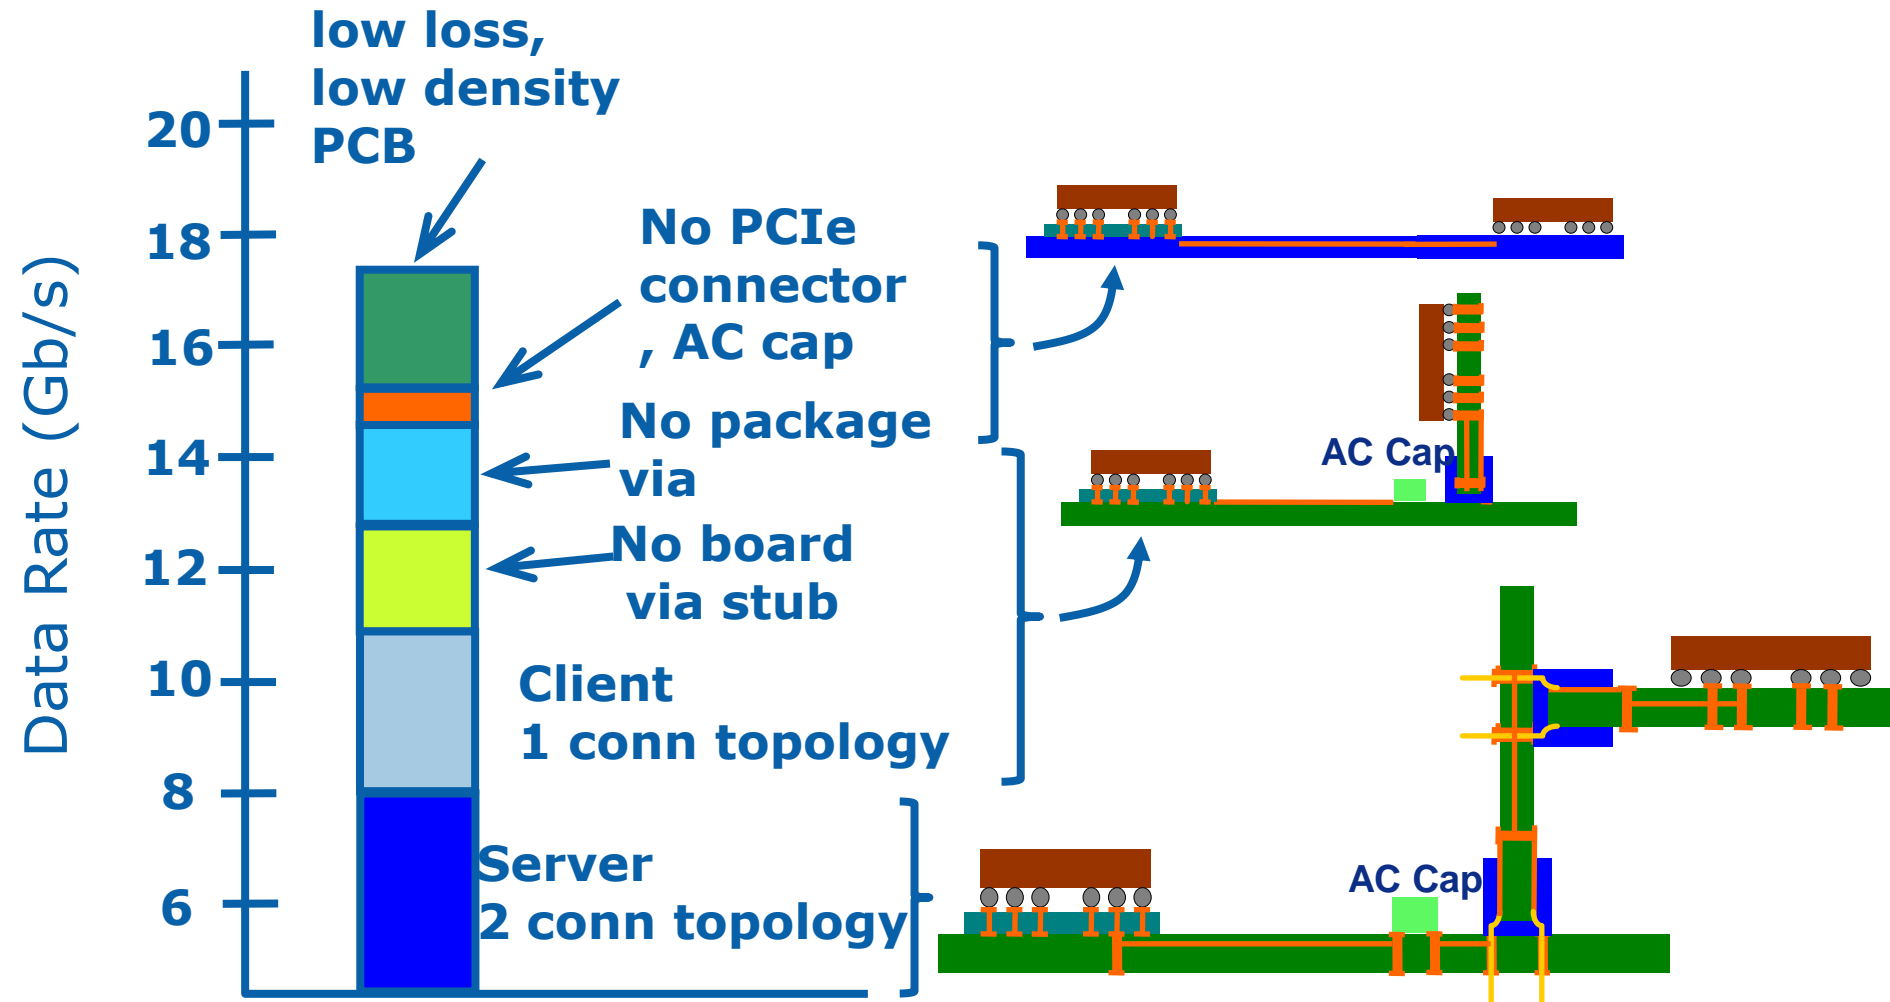 low loss,
low density
PCB
20
18
16
14
12
10
8
6
Data Rate (Gb/s)
No PCIe
connector
, AC cap
No package
via
No board
via stub
Client
1 conn topology
Server
2 conn topology
AC Cap
AC Cap